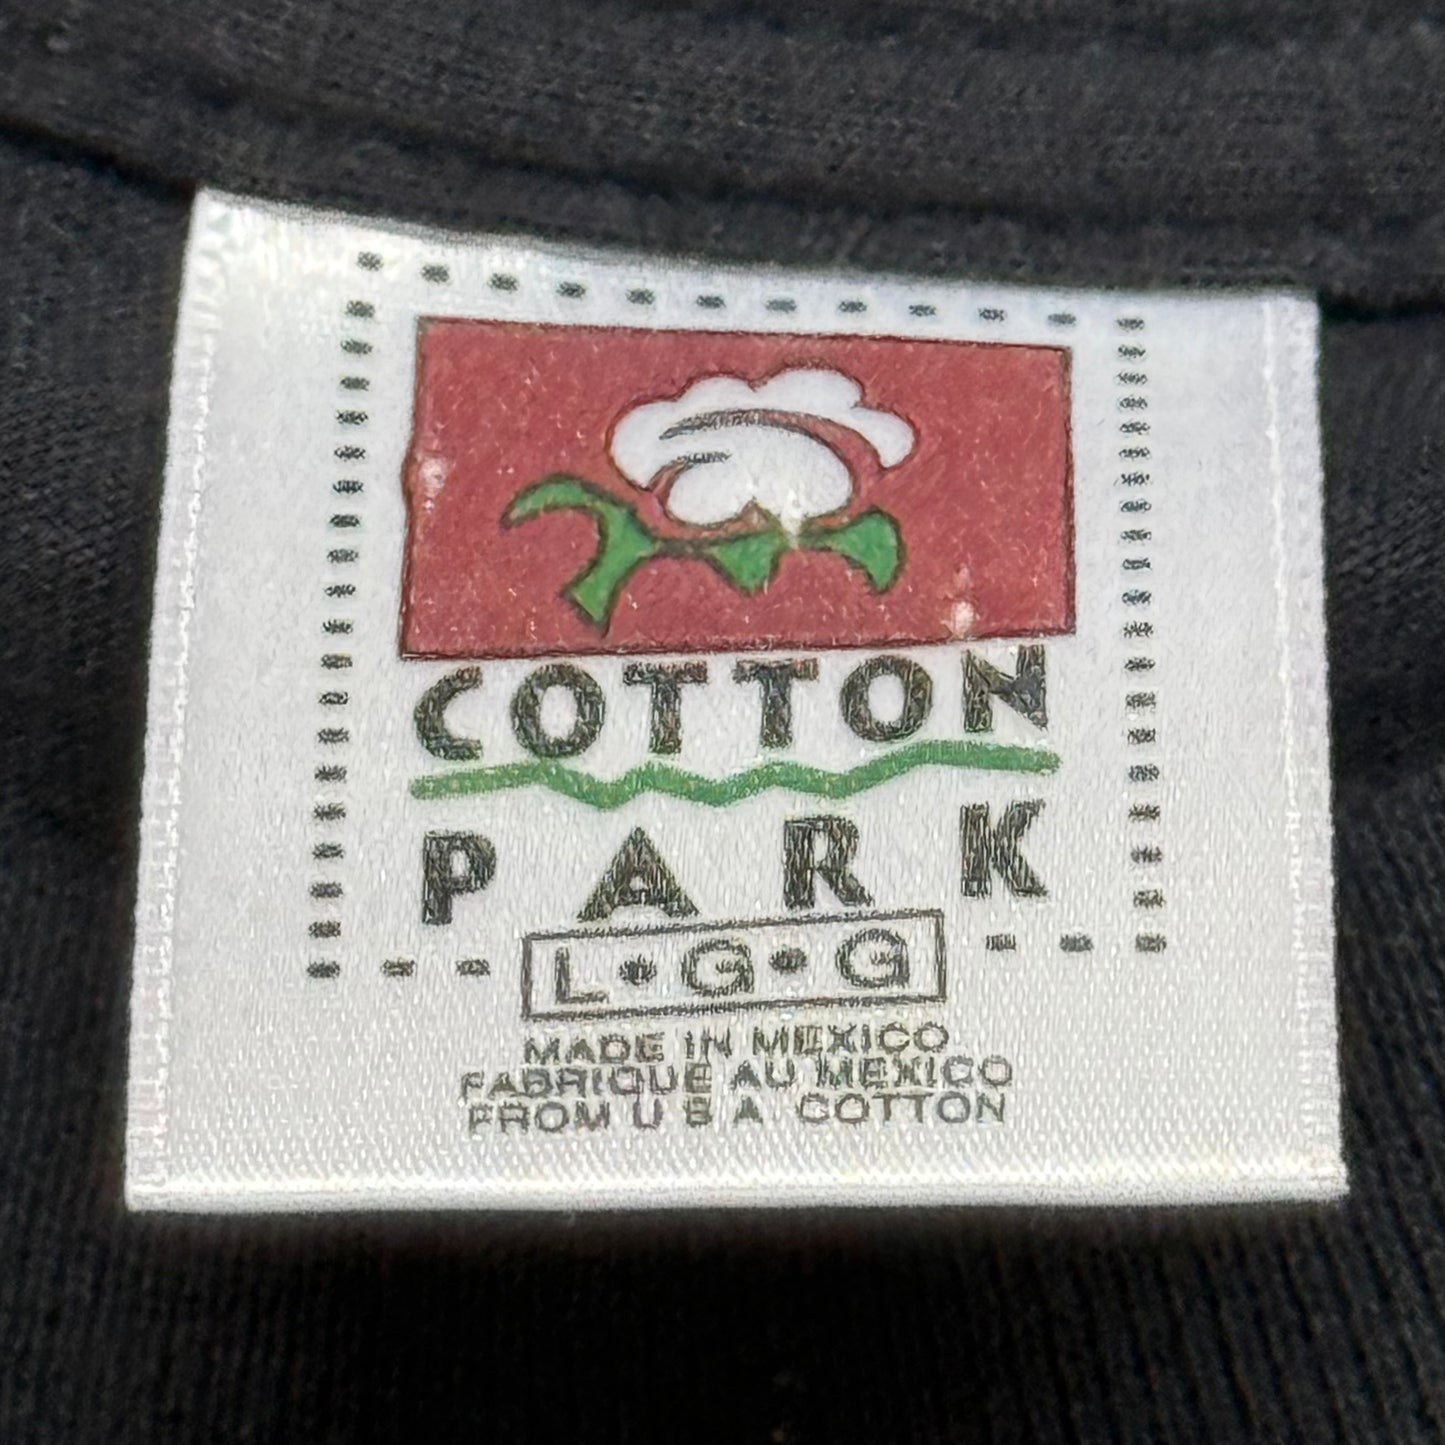 COTTON
PARK
L•G•G
MADE IN MEXICO
FABRIQUE AU MEXICO
FROM U S A. COTTON